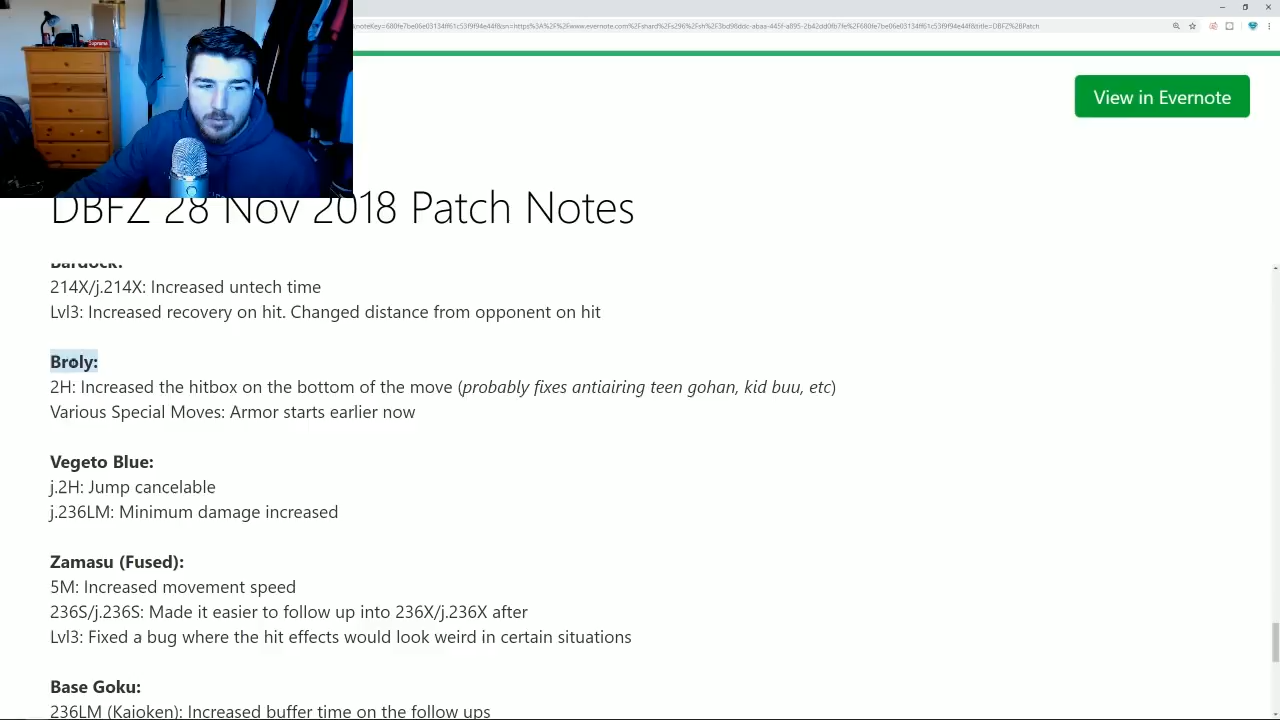 View in Evernote
DBFZ 28 Nov 2018 Patch Notes
Bardock:
214X/j.214X: Increased untech time
Lvl3: Increased recovery on hit. Changed distance from opponent on hit
Broly:
2H: Increased the hitbox on the bottom of the move (probably fixes antiairing teen gohan, kid buu, etc)
Various Special Moves: Armor starts earlier now
Vegeto Blue:
j.2H: Jump cancelable
j.236LM: Minimum damage increased
Zamasu (Fused):
5M: Increased movement speed
236S/j.236S: Made it easier to follow up into 236X/j.236X after
Lvl3: Fixed a bug where the hit effects would look weird in certain situations
Base Goku:
236LM (Kaioken): Increased buffer time on the follow ups